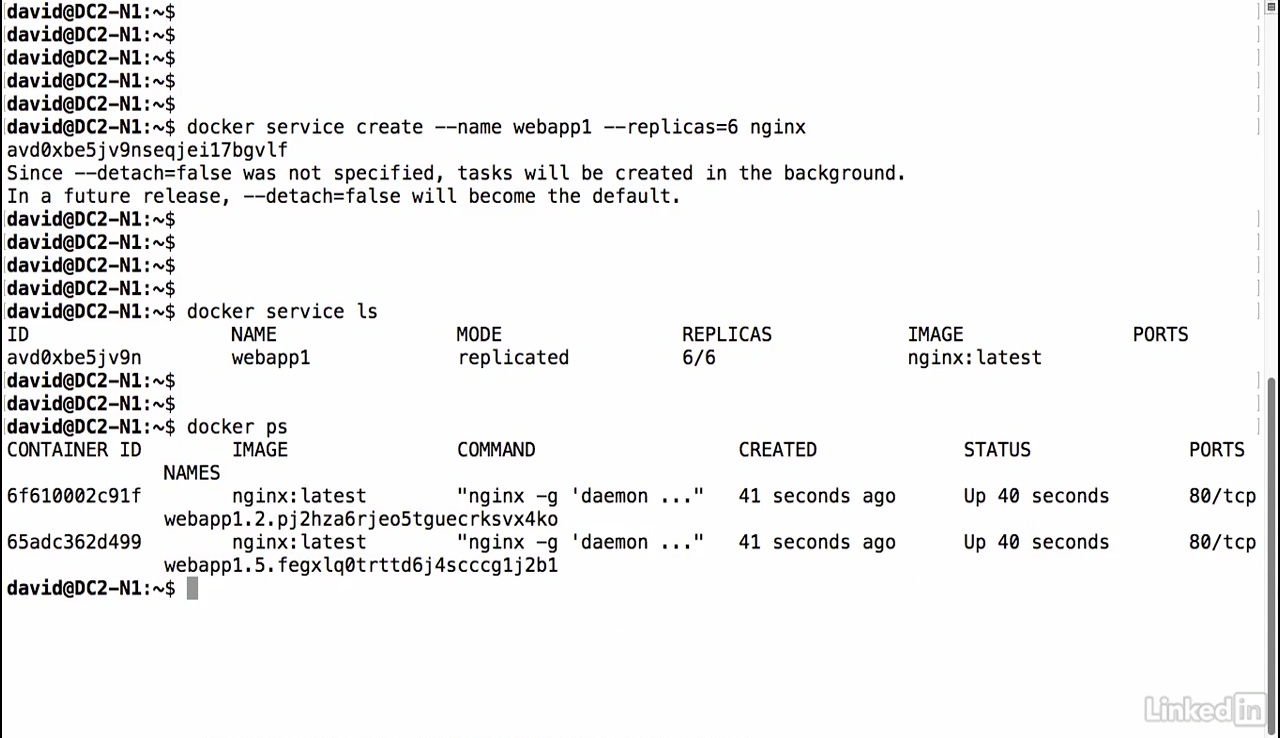 david@DC2-N1:~$
david@DC2-N1:~$
david@DC2-N1:~$
david@DC2-N1:~$
david@DC2-N1:~$
david@DC2-N1:~$ docker service create --name webapp1 --replicas=6 nginx
avd0xbe5jv9nseqjei17bgvlf
Since --detach=false was not specified, tasks will be created in the background.
In a future release, --detach=false will become the default.
david@DC2-N1:~$
david@DC2-N1:~$
david@DC2-N1:~$
david@DC2-N1:~$
david@DC2-N1:~$ docker service ls
ID NAME MODE REPLICAS IMAGE PORTS
avd0xbe5jv9n webapp1 replicated 6/6 nginx:latest
david@DC2-N1:~$
david@DC2-N1:~$
david@DC2-N1:~$ docker ps
CONTAINER ID IMAGE COMMAND CREATED STATUS PORTS
NAMES
6f610002c91f nginx:latest "nginx -g 'daemon ..." 41 seconds ago Up 40 seconds 80/tcp
webapp1.2.pj2hza6rjeo5tguecrksvx4ko
65adc362d499 nginx:latest "nginx -g 'daemon ..." 41 seconds ago Up 40 seconds 80/tcp
webapp1.5.fegxlq0trttd6j4scccg1j2b1
david@DC2-N1:~$
Linked in